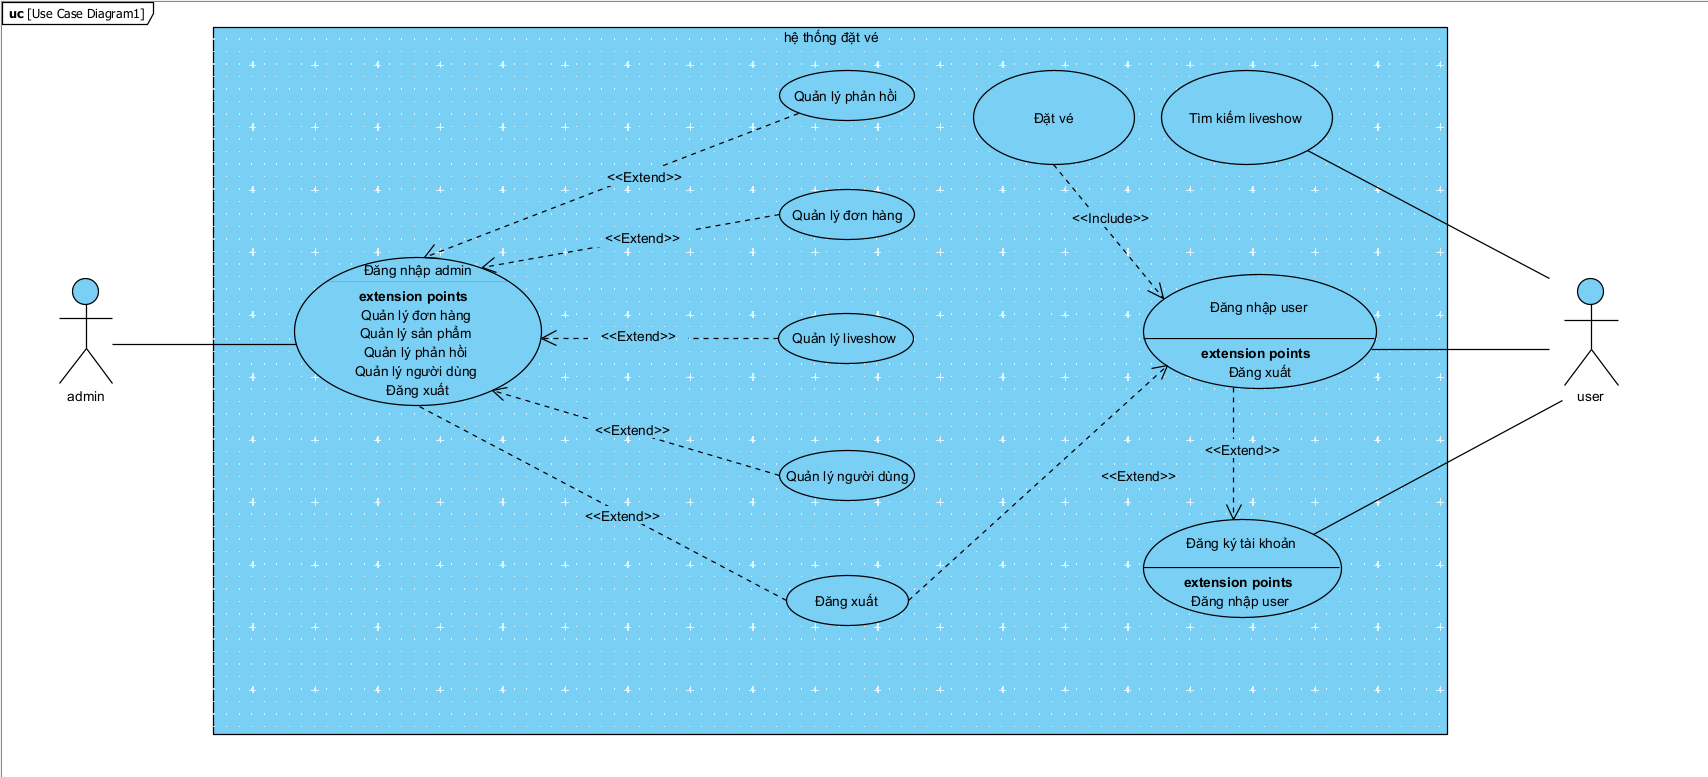 uc [Use Case Diagram1]
hệ thống đặt vé
Quản lý phản hồi
Đặt vé
Tìm kiếm liveshow
<<Extend>>
Quản lý đơn hàng
<<Include>>
<<Extend>>
Đăng nhập admin
extension points
Quản lý đơn hàng
Quản lý sản phẩm
Quản lý phản hồi
Quản lý người dùng
Đăng xuất
<<Extend>>
Quản lý liveshow
Đăng nhập user
extension points
Đăng xuất
admin
user
<<Extend>>
<<Extend>>
Quản lý người dùng
<<Extend>>
<<Extend>>
Đăng ký tài khoản
extension points
Đăng nhập user
Đăng xuất